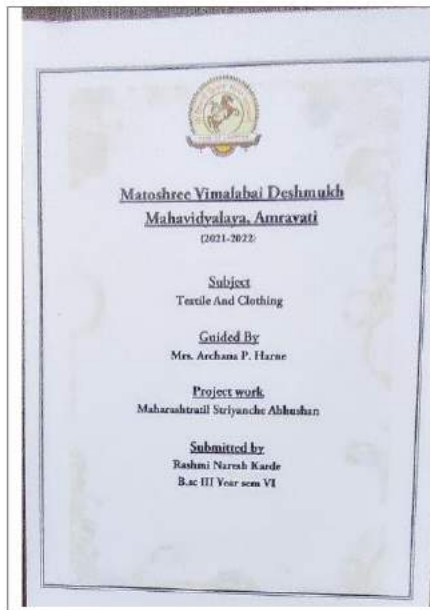 Matoshree Vimalabai Deshmukh
Mahavidyalaya, Amravati
(2021-2022)
Subject
Textile And Clothing
Guided By
Mrs. Archana P. Harne
Project work
Maharashtratil Striyanche Abhushan
Submitted by
Rashmi Naresh Karde
B.sc III Year sem VI